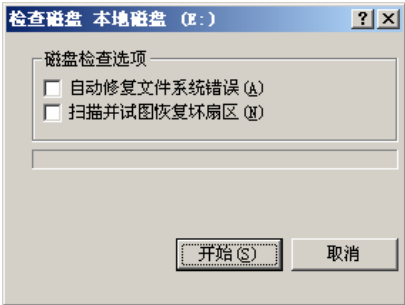 检查磁盘 本地磁盘 (E:)
磁盘检查选项
自动修复文件系统错误(A)
扫描并试图恢复坏扇区(N)
开始(S)
取消